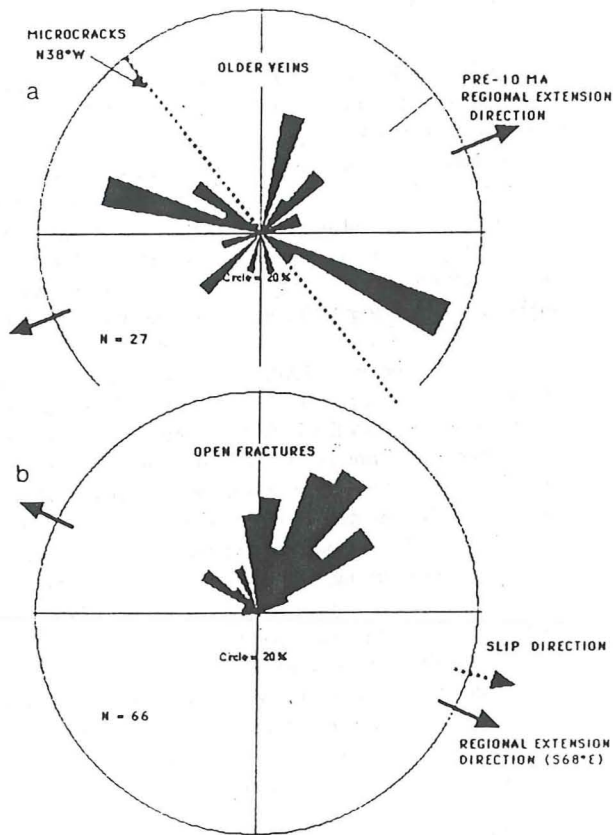 MICROCRACKS
N38°W
a
OLDER VEINS
PRE-10 MA
REGIONAL EXTENSION
DIRECTION
Circle = 20%
N = 27
b
OPEN FRACTURES
Circle = 20%
SLIP DIRECTION
N = 66
REGIONAL EXTENSION
DIRECTION (S68°E)